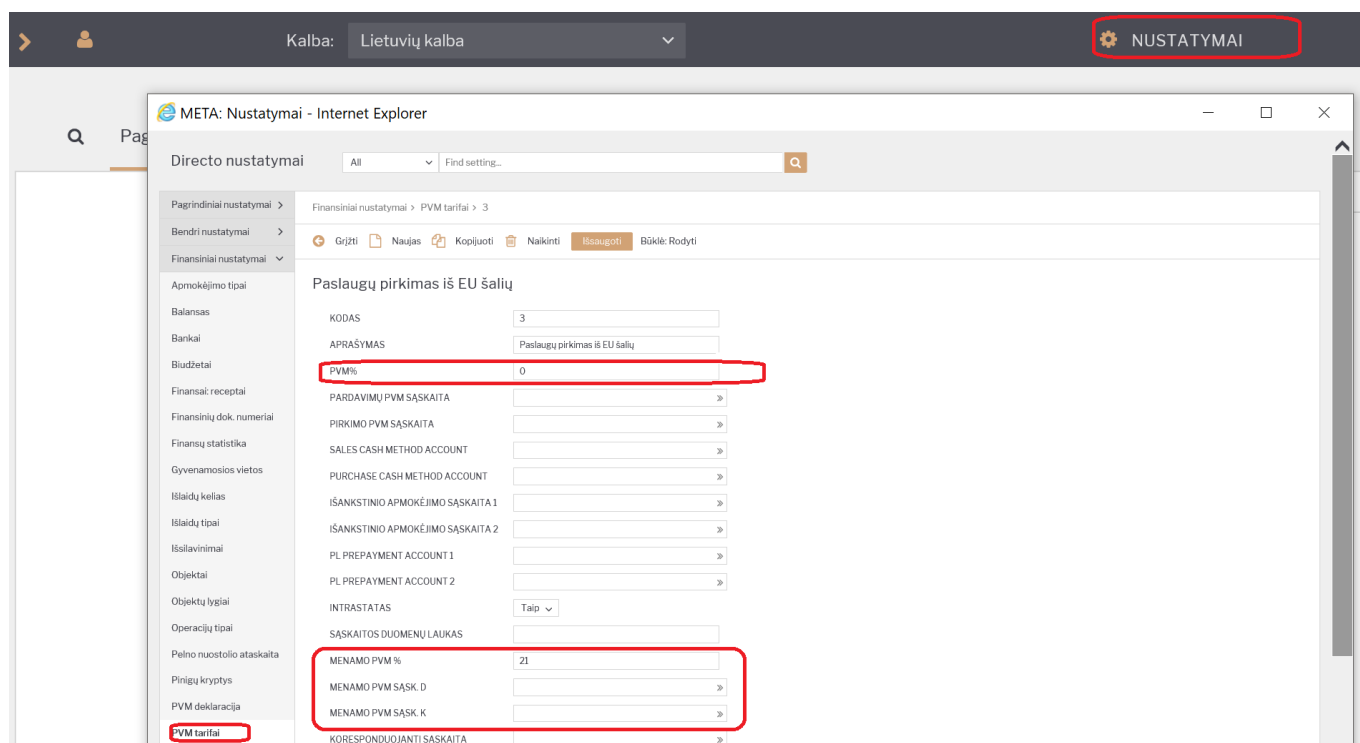 Kalba: Lietuvių kalba NUSTATYMAI
META: Nustatymai - Internet Explorer
Pag
Directo nustatymai All Find setting...
Pagrindiniai nustatymai
Bendri nustatymai
Finansiniai nustatymai
Apmokėjimo tipai
Balansas
Bankai
Biudžetai
Finansai: receptai
Finansinių dok. numeriai
Finansų statistika
Gyvenamosios vietos
Išlaidų kelias
Išlaidų tipai
Išsilavinimai
Objektai
Objektų lygiai
Operacijų tipai
Pelno nuostolio ataskaita
Pinigų kryptys
PVM deklaracija
PVM tarifai
Finansiniai nustatymai > PVM tarifai > 3
Grįžti Naujas Kopijuoti Naikinti Išsaugoti Būklė: Rodyti
Paslaugų pirkimas iš EU šalių
KODAS 3
APRAŠYMAS Paslaugų pirkimas iš EU šalių
PVM% 0
PARDAVIMŲ PVM SĄSKAITA
PIRKIMO PVM SĄSKAITA
SALES CASH METHOD ACCOUNT
PURCHASE CASH METHOD ACCOUNT
IŠANKSTINIO APMOKĖJIMO SĄSKAITA 1
IŠANKSTINIO APMOKĖJIMO SĄSKAITA 2
PL PREPAYMENT ACCOUNT 1
PL PREPAYMENT ACCOUNT 2
INTRASTATAS Taip
SĄSKAITOS DUOMENŲ LAUKAS
MENAMO PVM % 21
MENAMO PVM SĄSK. D
MENAMO PVM SĄSK. K
KORESPONDUOJANTI SĄSKAITA